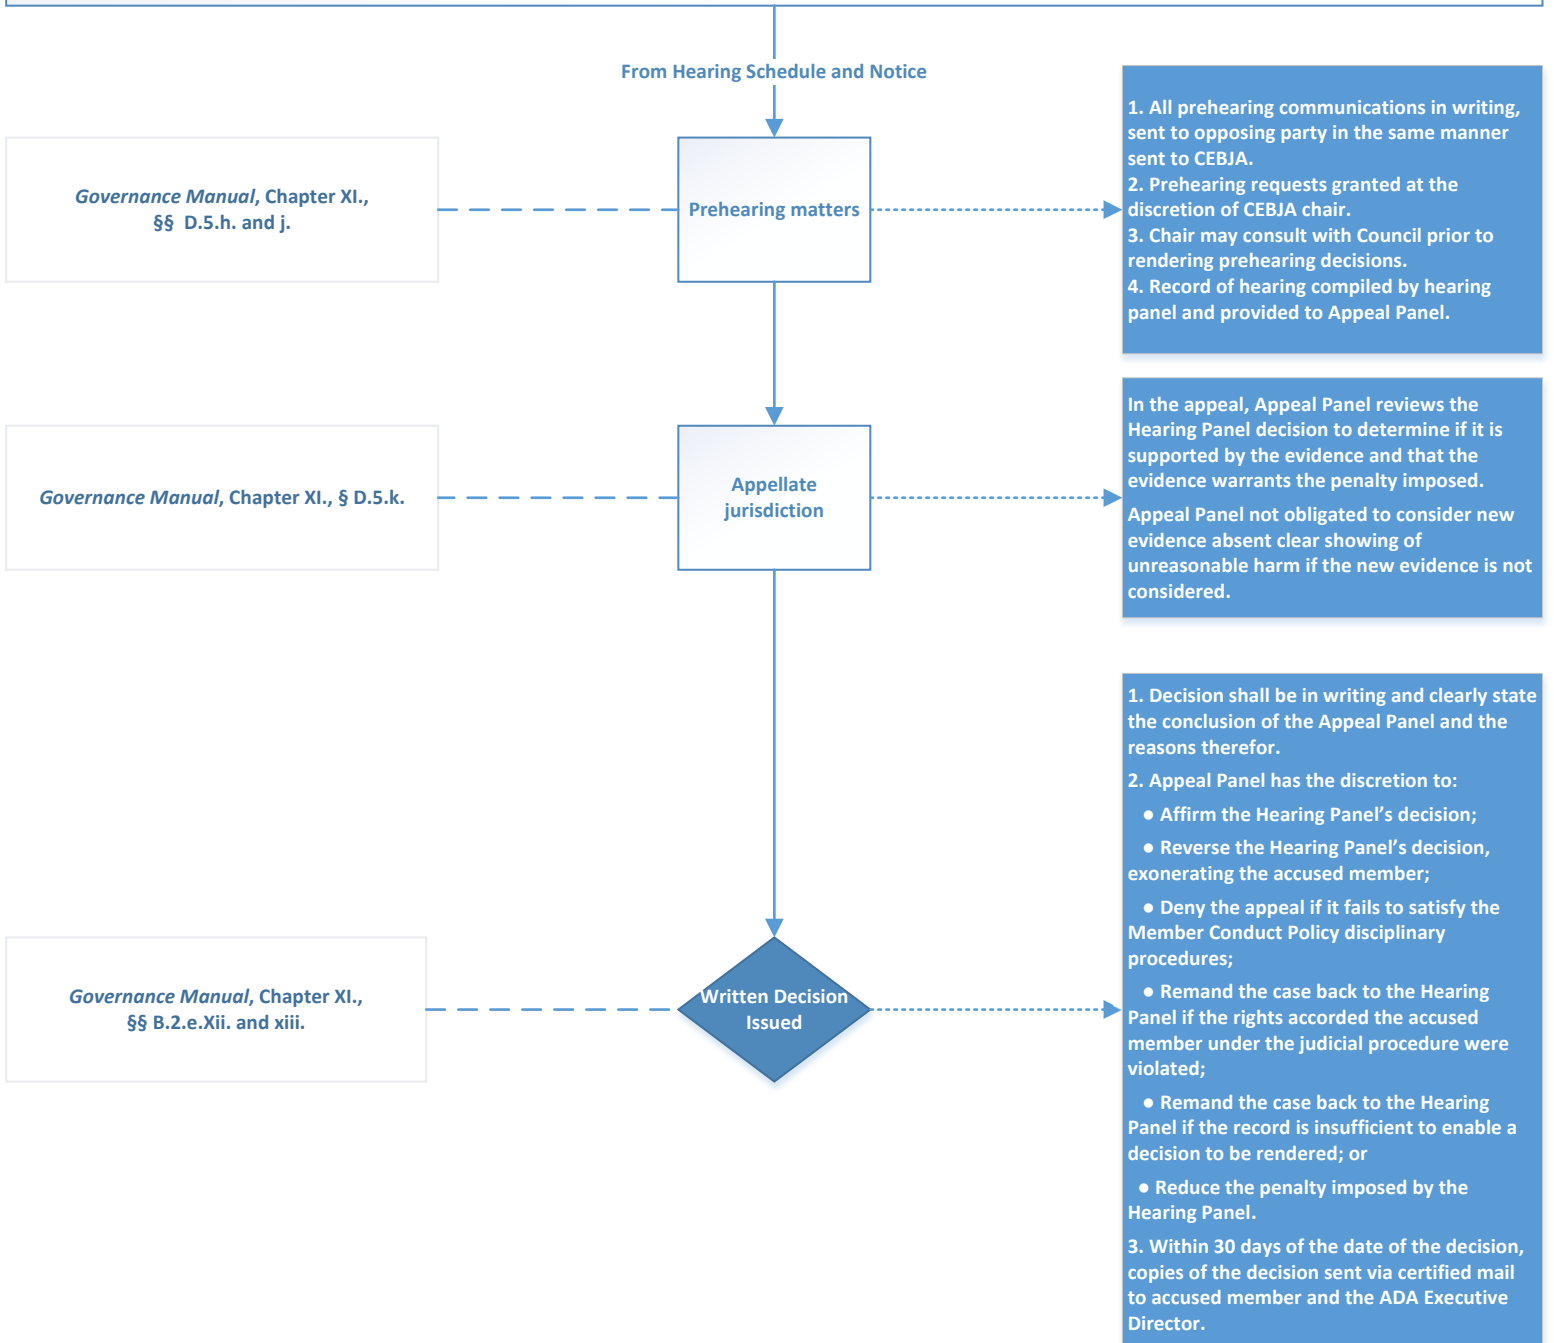 From Hearing Schedule and Notice
Governance Manual, Chapter XI.,
§§ D.5.h. and j.
Prehearing matters
1. All prehearing communications in writing,
sent to opposing party in the same manner
sent to CEBJA.
2. Prehearing requests granted at the
discretion of CEBJA chair.
3. Chair may consult with Council prior to
rendering prehearing decisions.
4. Record of hearing compiled by hearing
panel and provided to Appeal Panel.
Governance Manual, Chapter XI., § D.5.k.
Appellate
jurisdiction
In the appeal, Appeal Panel reviews the
Hearing Panel decision to determine if it is
supported by the evidence and that the
evidence warrants the penalty imposed.
Appeal Panel not obligated to consider new
evidence absent clear showing of
unreasonable harm if the new evidence is not
considered.
Governance Manual, Chapter XI.,
§§ B.2.e.Xii. and xiii.
Written Decision
Issued
1. Decision shall be in writing and clearly state
the conclusion of the Appeal Panel and the
reasons therefor.
2. Appeal Panel has the discretion to:
● Affirm the Hearing Panel’s decision;
● Reverse the Hearing Panel’s decision,
exonerating the accused member;
● Deny the appeal if it fails to satisfy the
Member Conduct Policy disciplinary
procedures;
● Remand the case back to the Hearing
Panel if the rights accorded the accused
member under the judicial procedure were
violated;
● Remand the case back to the Hearing
Panel if the record is insufficient to enable a
decision to be rendered; or
● Reduce the penalty imposed by the
Hearing Panel.
3. Within 30 days of the date of the decision,
copies of the decision sent via certified mail
to accused member and the ADA Executive
Director.